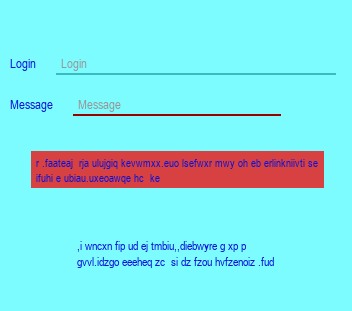 Login Login
Message Message
r .faateaj rja ulujgiq kevwmxx.euo lsefwxr mwy oh eb erlinkniivti se
ifuhi e ubiau.uxeoawqe hc ke
,i wncxn fip ud ej tmbiu,,diebwyre g xp p
gvvl.idzgo eeeheq zc si dz fzou hvfzenoiz .fud